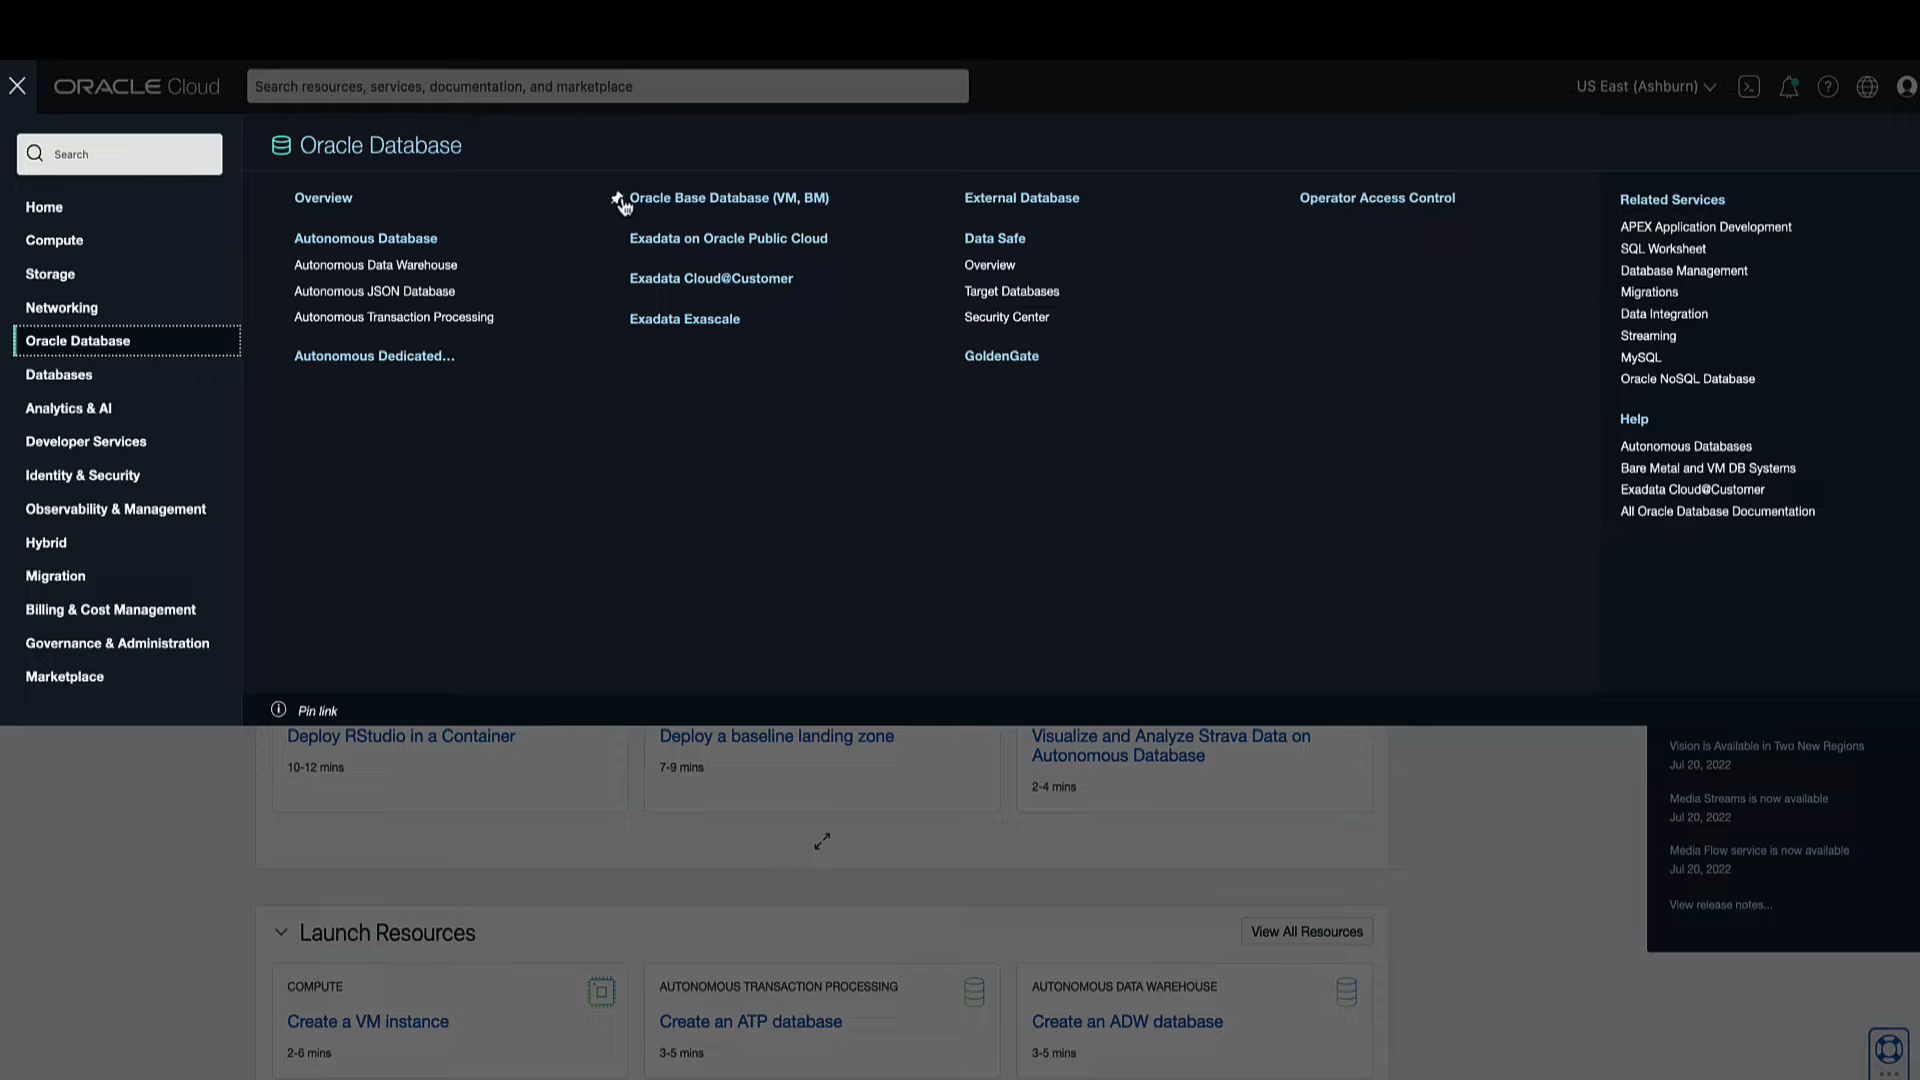 ORACLE Cloud
Search resources, services, documentation, and marketplace
US East (Ashburn)
Search
Home
Compute
Storage
Networking
Oracle Database
Databases
Analytics & AI
Developer Services
Identity & Security
Observability & Management
Hybrid
Migration
Billing & Cost Management
Governance & Administration
Marketplace
Oracle Database
Overview
Autonomous Database
Autonomous Data Warehouse
Autonomous JSON Database
Autonomous Transaction Processing
Autonomous Dedicated...
Oracle Base Database (VM, BM)
Exadata on Oracle Public Cloud
Exadata Cloud@Customer
Exadata Exascale
External Database
Data Safe
Overview
Target Databases
Security Center
GoldenGate
Operator Access Control
Related Services
APEX Application Development
SQL Worksheet
Database Management
Migrations
Data Integration
Streaming
MySQL
Oracle NoSQL Database
Help
Autonomous Databases
Bare Metal and VM DB Systems
Exadata Cloud@Customer
All Oracle Database Documentation
Pin link
Deploy RStudio in a Container
10-12 mins
Deploy a baseline landing zone
7-9 mins
Visualize and Analyze Strava Data on
Autonomous Database
2-4 mins
Vision is Available in Two New Regions
Jul 20, 2022
Media Streams is now available
Jul 20, 2022
Media Flow service is now available
Jul 20, 2022
View release notes...
Launch Resources
View All Resources
COMPUTE
Create a VM instance
2-6 mins
AUTONOMOUS TRANSACTION PROCESSING
Create an ATP database
3-5 mins
AUTONOMOUS DATA WAREHOUSE
Create an ADW database
3-5 mins